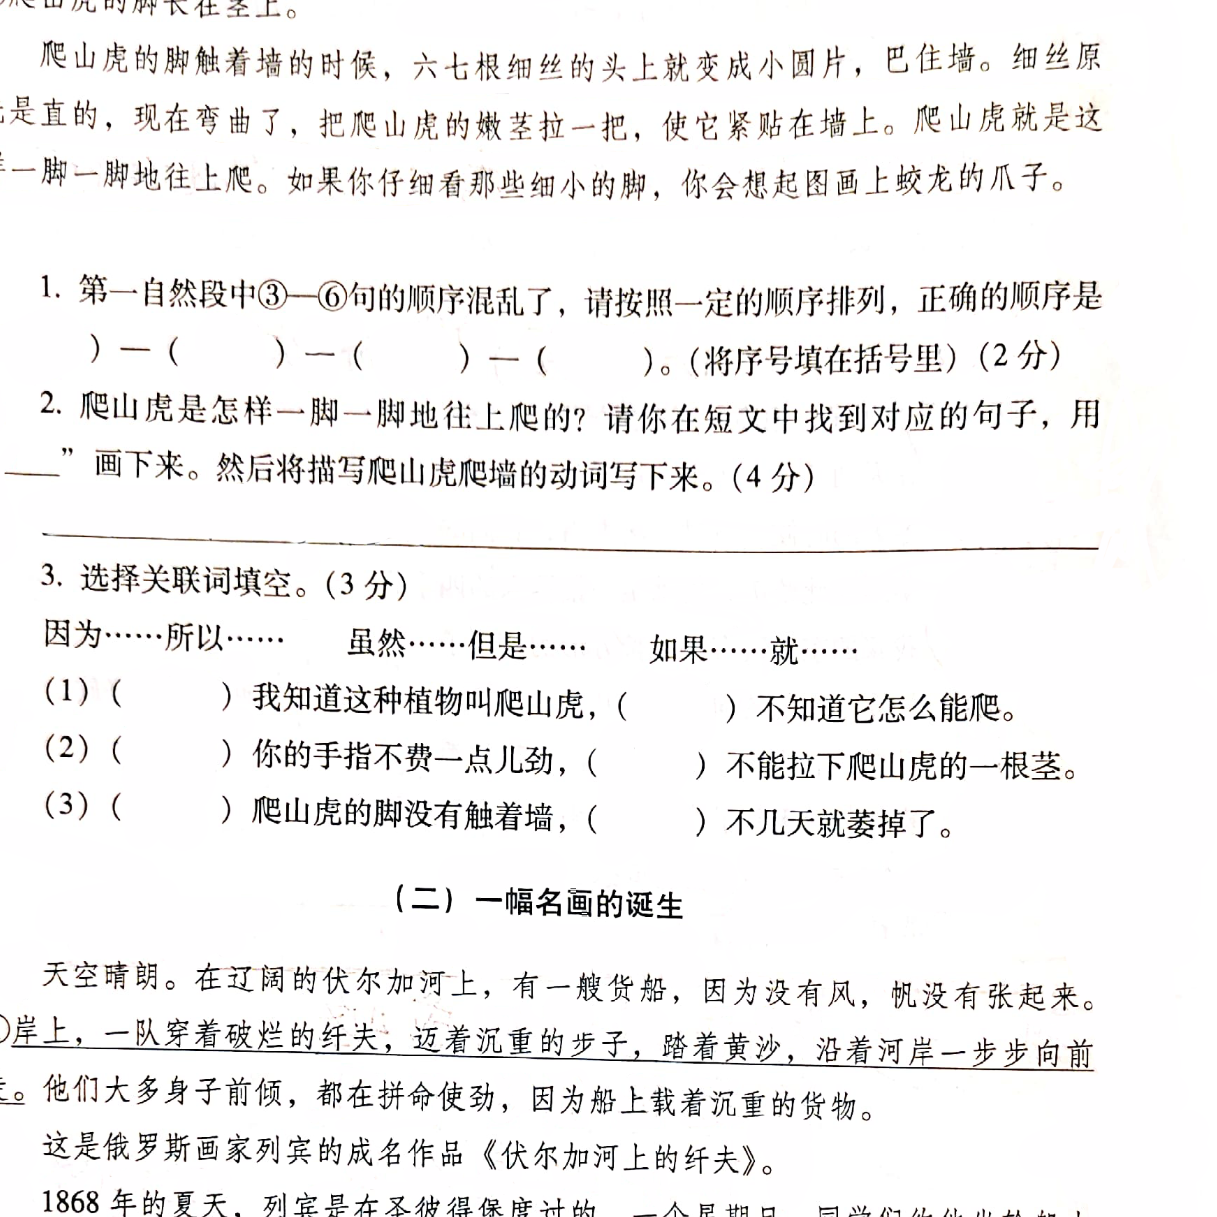 爬山虎的脚长在茎上。
爬山虎的脚触着墙的时候，六七根细丝的头上就变成小圆片，巴住墙。细丝原
是直的，现在弯曲了，把爬山虎的嫩茎拉一把，使它紧贴在墙上。爬山虎就是这
一脚一脚地往上爬。如果你仔细看那些细小的脚，你会想起图画上蛟龙的爪子。
1. 第一自然段中③—⑥句的顺序混乱了，请按照一定的顺序排列，正确的顺序是
）—（　　）—（　　）—（　　）。（将序号填在括号里）（2 分）
2. 爬山虎是怎样一脚一脚地往上爬的？请你在短文中找到对应的句子，用
___” 画下来。然后将描写爬山虎爬墙的动词写下来。（4 分）
3. 选择关联词填空。（3 分）
因为……所以……　　虽然……但是……　　如果……就……
（1）（　　）我知道这种植物叫爬山虎，（　　）不知道它怎么能爬。
（2）（　　）你的手指不费一点儿劲，（　　）不能拉下爬山虎的一根茎。
（3）（　　）爬山虎的脚没有触着墙，（　　）不几天就萎掉了。
（二）一幅名画的诞生
天空晴朗。在辽阔的伏尔加河上，有一艘货船，因为没有风，帆没有张起来。
岸上，一队穿着破烂的纤夫，迈着沉重的步子，踏着黄沙，沿着河岸一步步向前
。他们大多身子前倾，都在拼命使劲，因为船上载着沉重的货物。
这是俄罗斯画家列宾的成名作品《伏尔加河上的纤夫》。
1868 年的夏天，列宾是在圣彼得堡度过的。一个星期日，同学们约他坐轮船